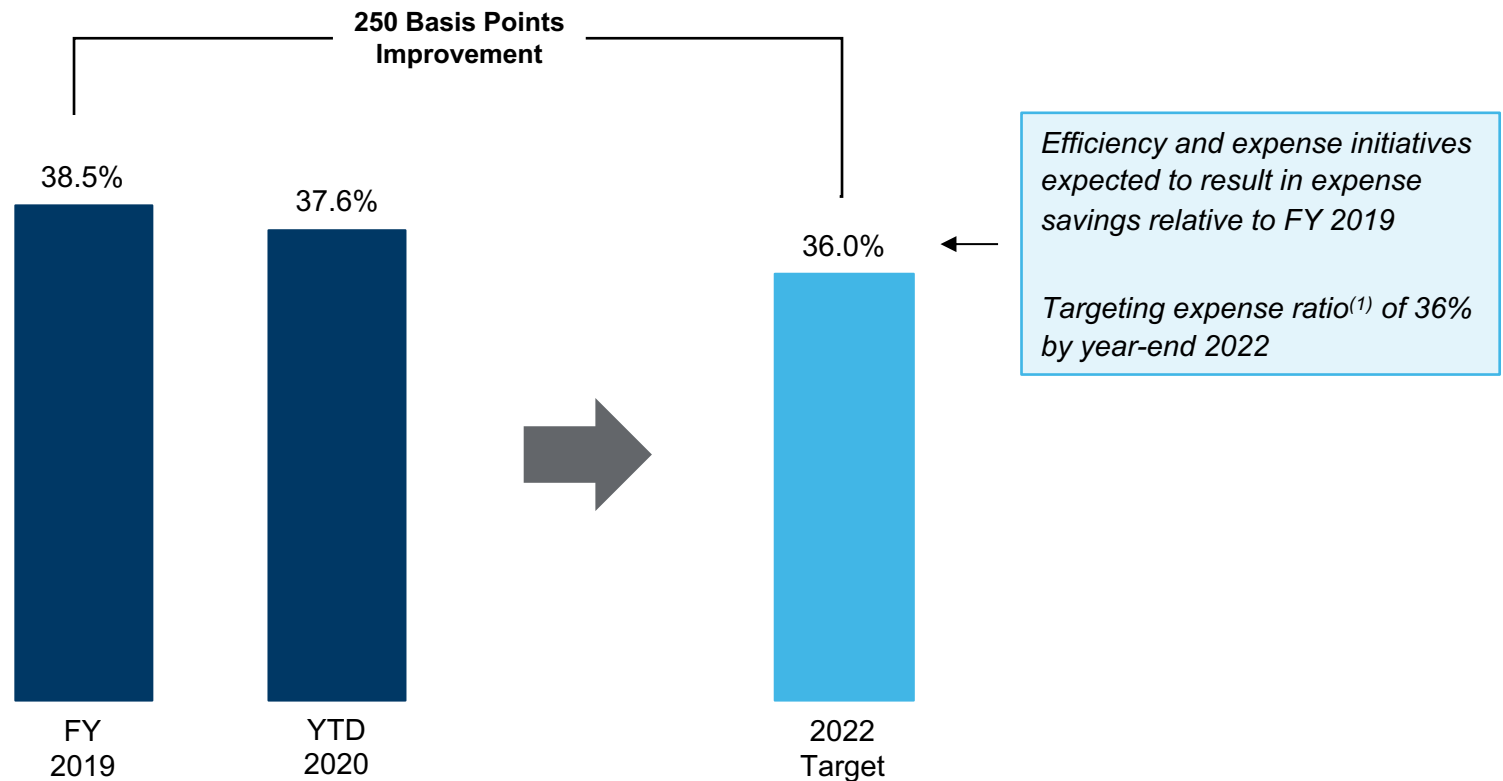 250 Basis Points
Improvement
38.5%
37.6%
36.0%
Efficiency and expense initiatives
expected to result in expense
savings relative to FY 2019
Targeting expense ratio(1) of 36%
by year-end 2022
FY
2019
YTD
2020
2022
Target